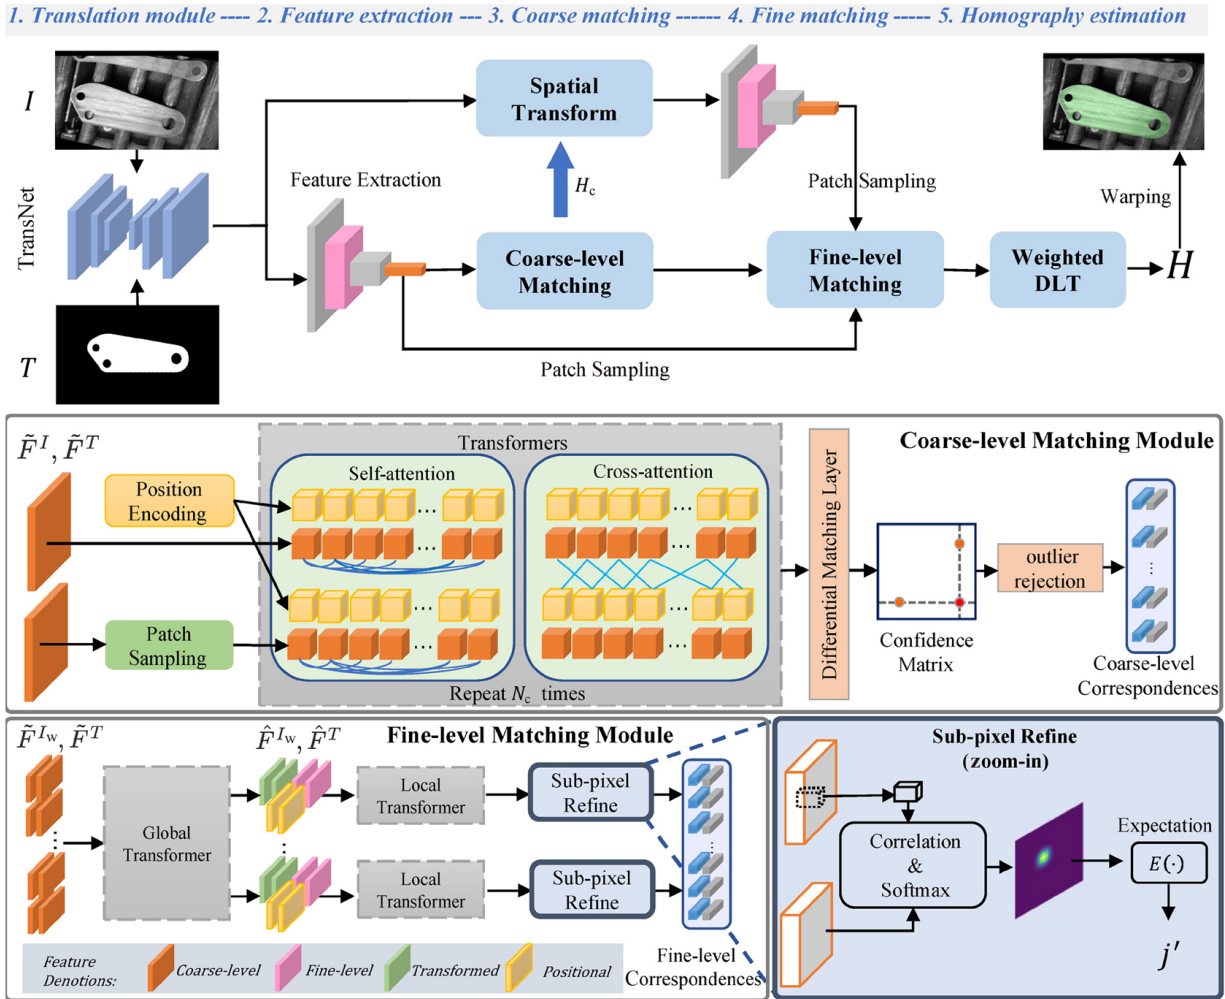 1. Translation module ---- 2. Feature extraction --- 3. Coarse matching ------ 4. Fine matching ----- 5. Homography estimation
I
TransNet
T
Feature Extraction
Spatial
Transform
H_c
Coarse-level
Matching
Patch Sampling
Patch Sampling
Fine-level
Matching
Weighted
DLT
H
Warping
Coarse-level Matching Module
F̃^I, F̃^T
Position
Encoding
Patch
Sampling
Transformers
Self-attention
...
...
...
...
Cross-attention
...
...
...
...
Repeat N_c times
Differential Matching Layer
Confidence
Matrix
outlier
rejection
...
Coarse-level
Correspondences
Fine-level Matching Module
F̃^{I_w}, F̃^T
...
Global
Transformer
F̂^{I_w}, F̂^T
...
Local
Transformer
Local
Transformer
Sub-pixel
Refine
Sub-pixel
Refine
...
Fine-level
Correspondences
Feature
Denotions:
Coarse-level
Fine-level
Transformed
Positional
Sub-pixel Refine
(zoom-in)
Correlation
&
Softmax
Expectation
E(·)
j′